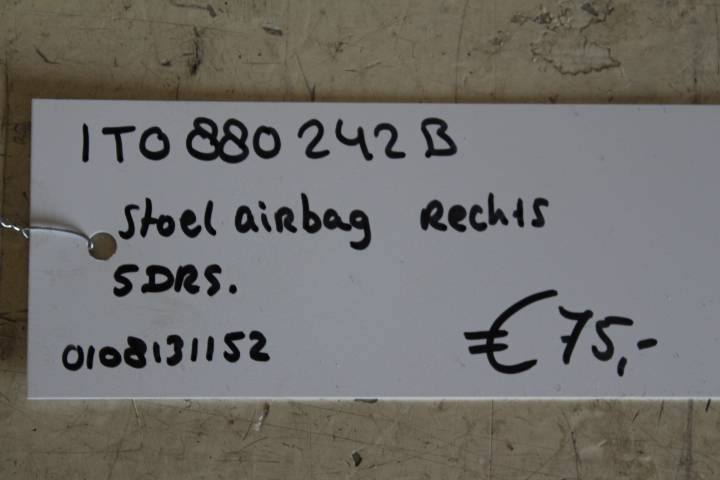 1T0 880 242 B
Stoel airbag Rechts
5DRS.
0108131152
€75,-